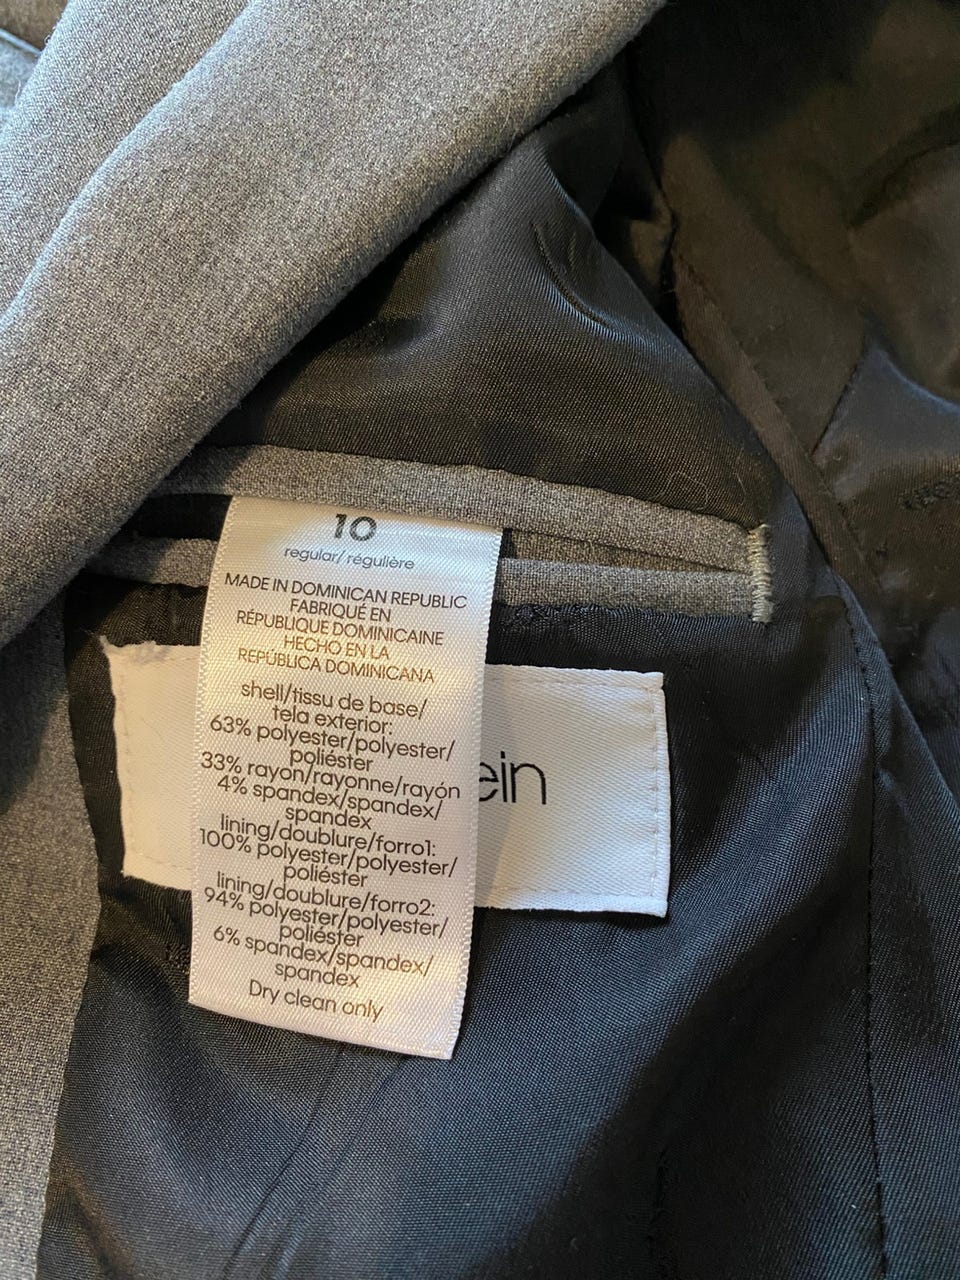 10
regular/ régulière
MADE IN DOMINICAN REPUBLIC
FABRIQUÉ EN
RÉPUBLIQUE DOMINICAINE
HECHO EN LA
REPÚBLICA DOMINICANA
shell/tissu de base/
tela exterior:
63% polyester/polyester/
poliéster
33% rayon/rayonne/rayón
4% spandex/spandex/
spandex
lining/doublure/forro1:
100% polyester/polyester/
poliéster
lining/doublure/forro2:
94% polyester/polyester/
poliéster
6% spandex/spandex/
spandex
Dry clean only
ein